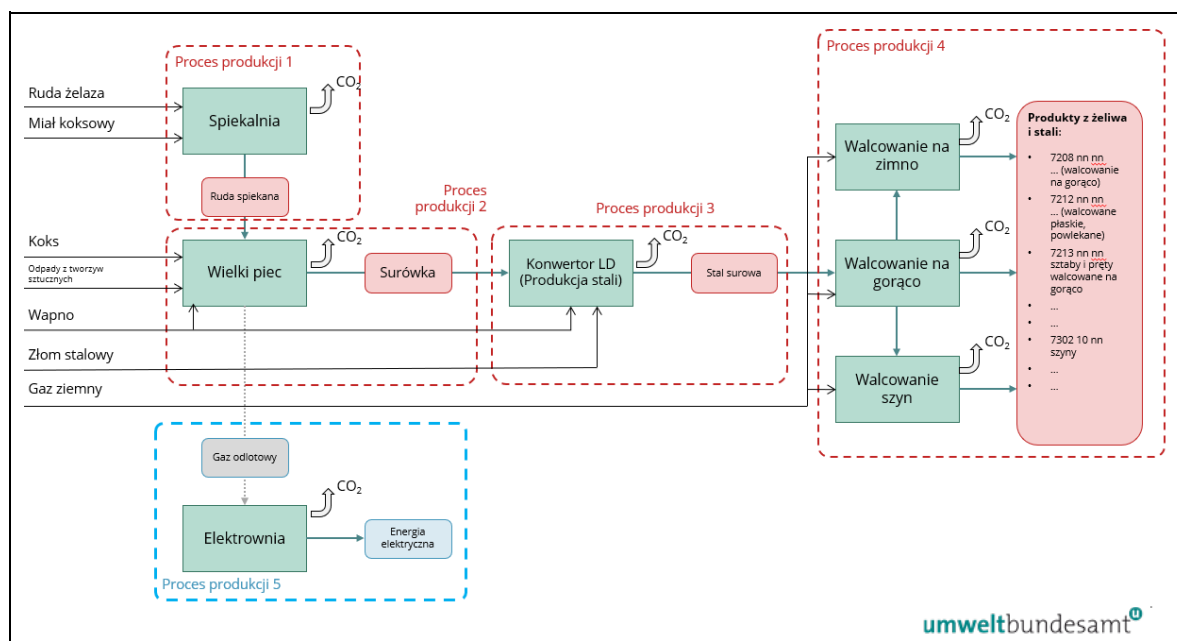 Proces produkcji 1
Ruda żelaza
Miał koksowy
Spiekalnia
CO2
Ruda spiekana
Proces
produkcji 2
Koks
Odpady z tworzyw
sztucznych
Wapno
Złom stalowy
Gaz ziemny
Wielki piec
CO2
Surówka
Proces produkcji 3
Konwertor LD
(Produkcja stali)
CO2
Stal surowa
Proces produkcji 4
Walcowanie na
zimno
CO2
Walcowanie na
gorąco
CO2
Walcowanie
szyn
CO2
Produkty z żeliwa
i stali:
• 7208 nn nn
... (walcowanie
na gorąco)
• 7212 nn nn
... (walcowane
płaskie,
powlekane)
• 7213 nn nn
sztaby i pręty
walcowane na
gorąco
• ...
• ...
• 7302 10 nn
szyny
• ...
• ...
Gaz odlotowy
Elektrownia
CO2
Energia
elektryczna
Proces produkcji 5
umweltbundesamt
u